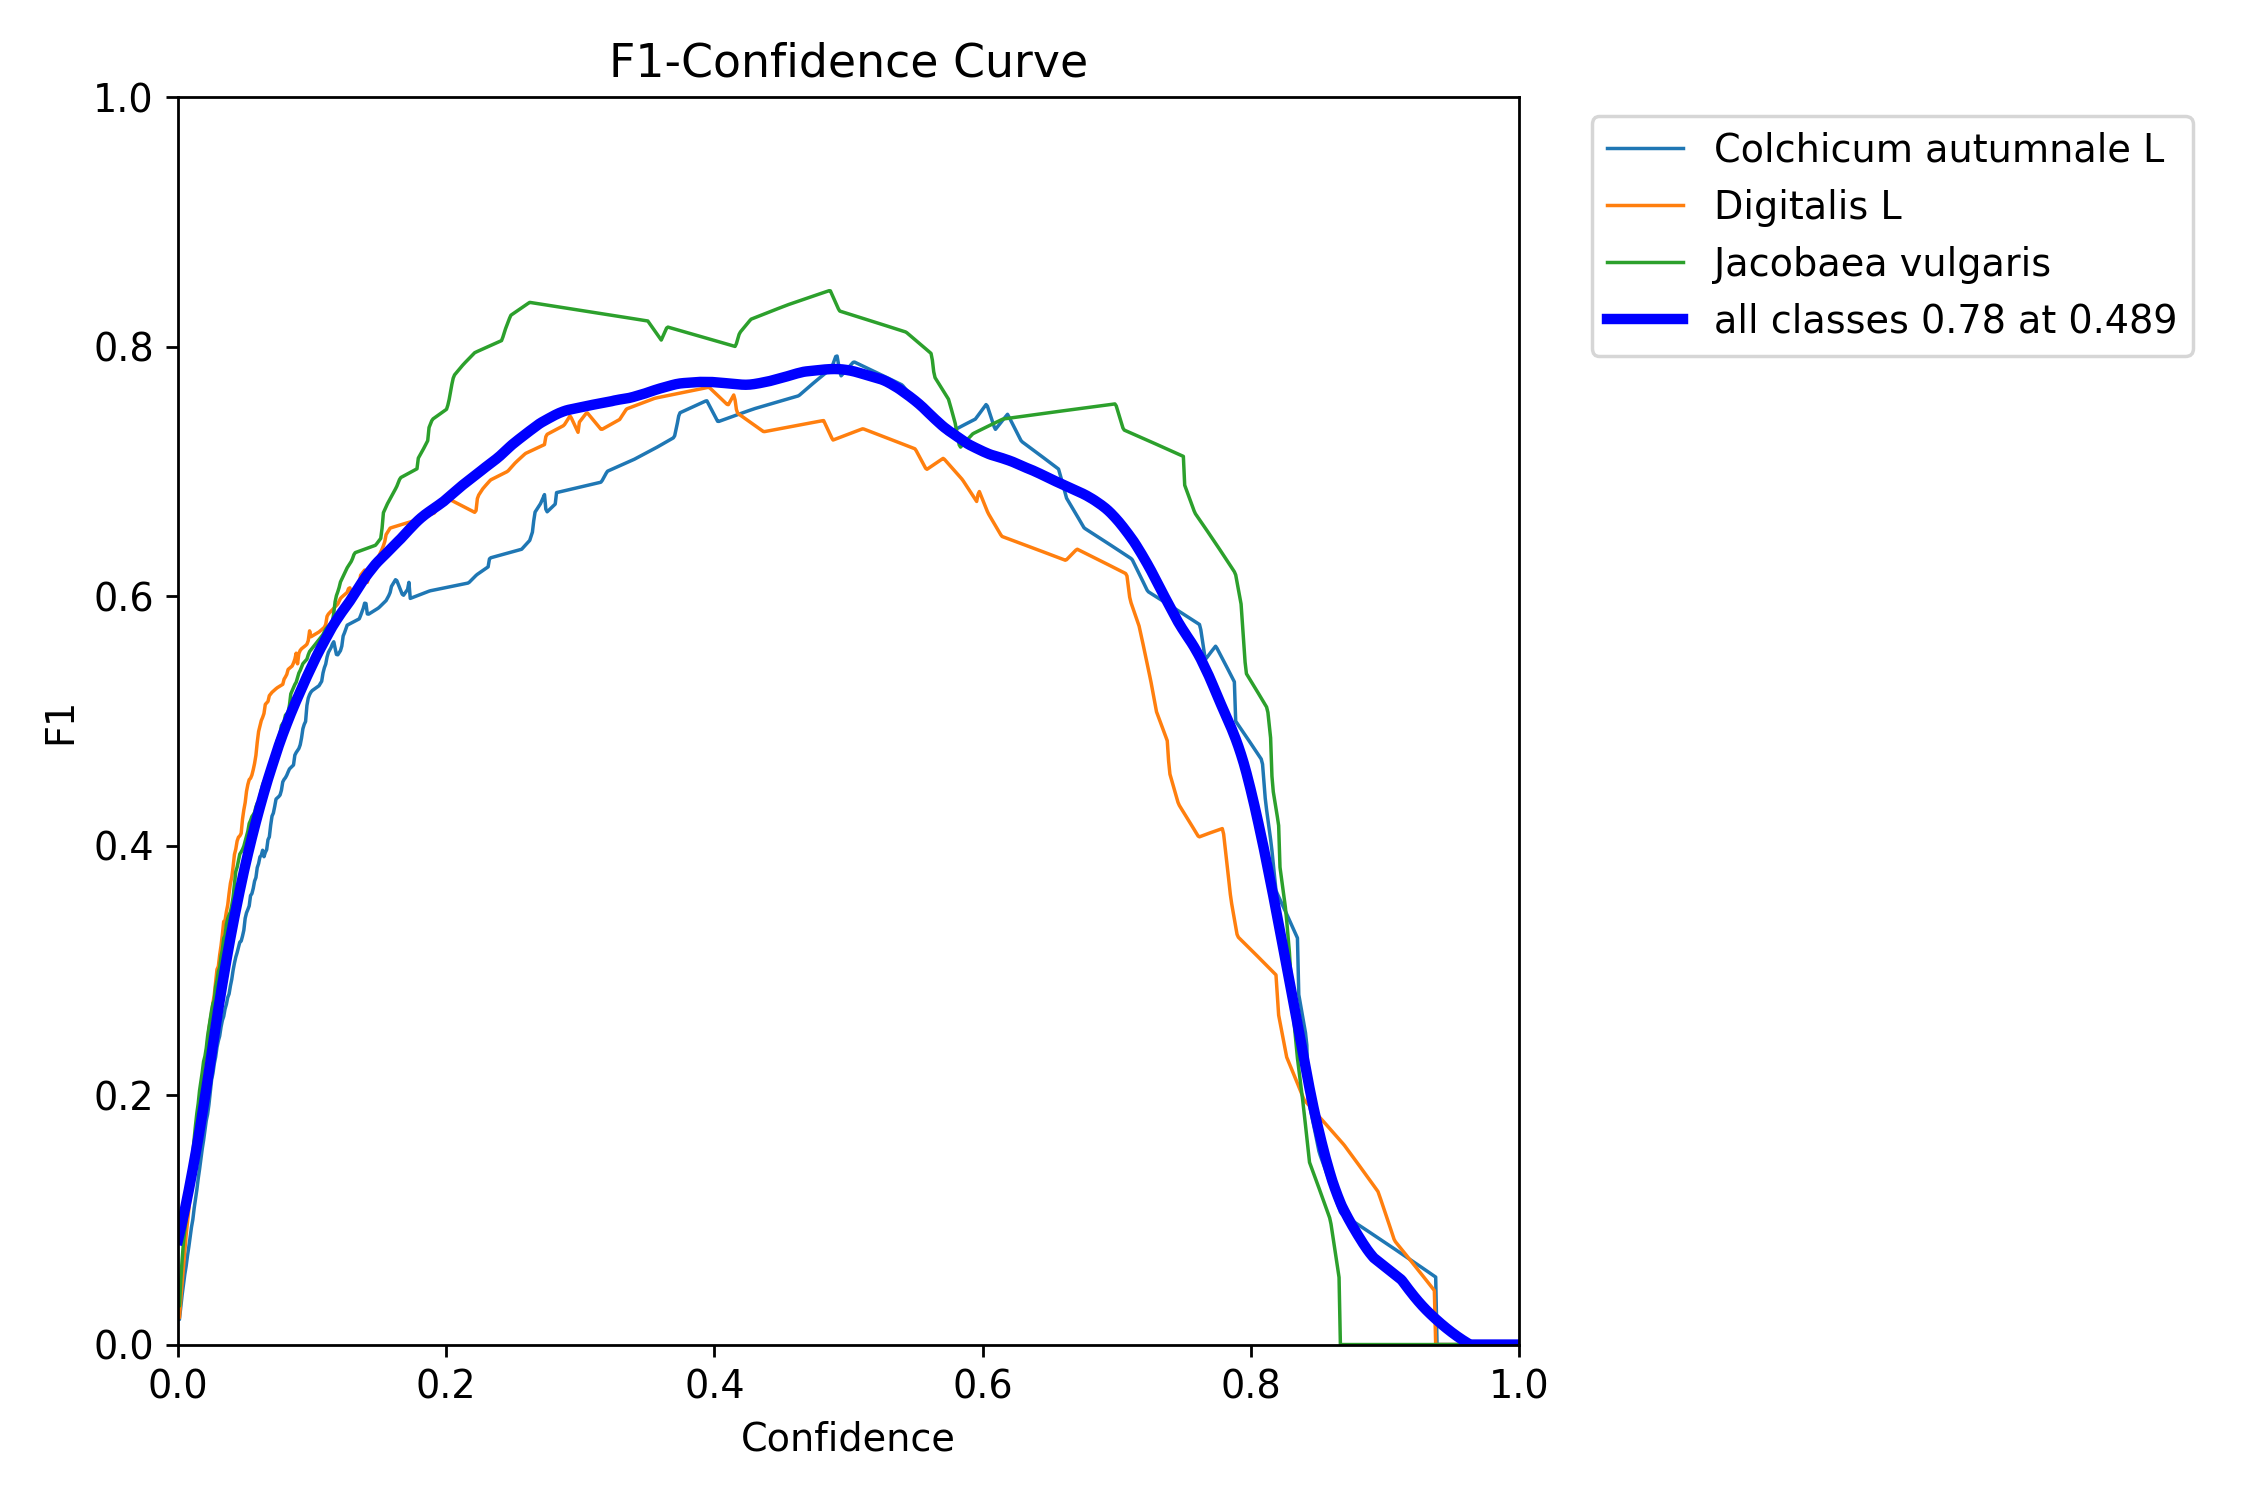 F1-Confidence Curve
1.0
0.8
0.6
0.4
0.2
0.0
F1
0.0 0.2 0.4 0.6 0.8 1.0
Confidence
Colchicum autumnale L
Digitalis L
Jacobaea vulgaris
all classes 0.78 at 0.489